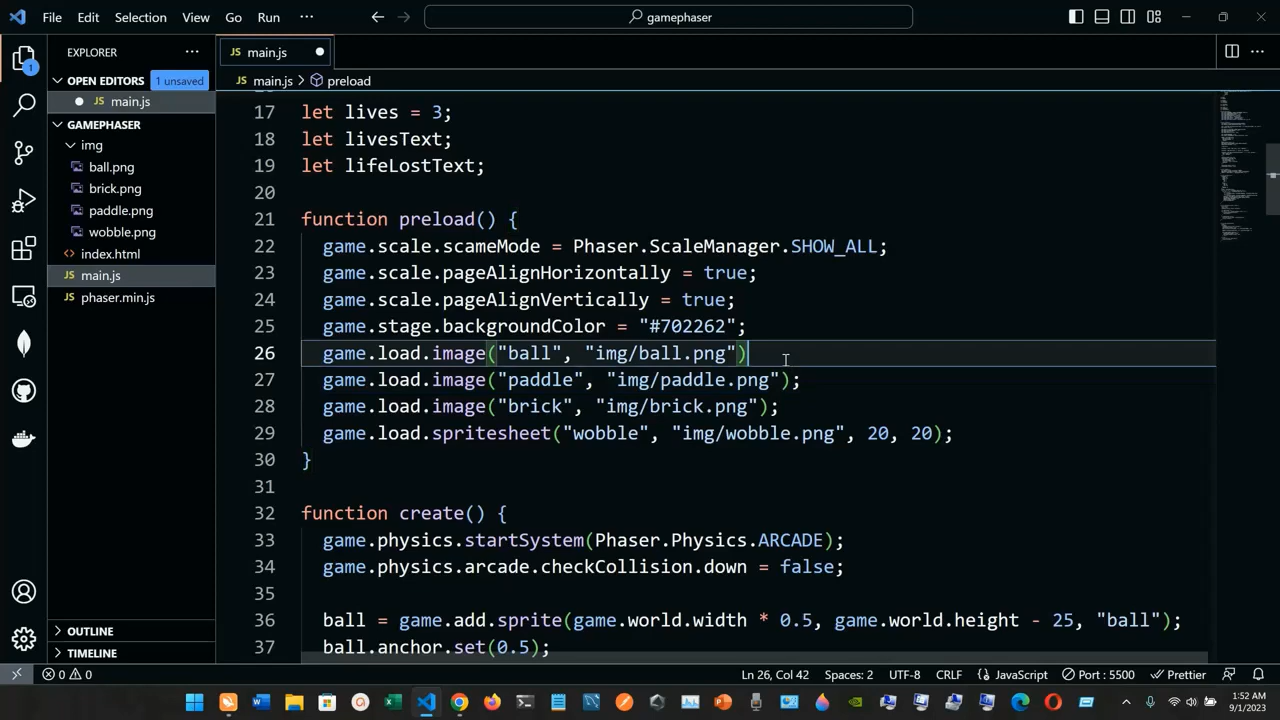 File Edit Selection View Go Run ··· gamephaser
EXPLORER ···
OPEN EDITORS 1 unsaved
JS main.js
GAMEPHASER
img
ball.png
brick.png
paddle.png
wobble.png
<> index.html
JS main.js
JS phaser.min.js
OUTLINE
TIMELINE
JS main.js
JS main.js > preload
17 let lives = 3;
18 let livesText;
19 let lifeLostText;
20
21 function preload() {
22 game.scale.scameMode = Phaser.ScaleManager.SHOW_ALL;
23 game.scale.pageAlignHorizontally = true;
24 game.scale.pageAlignVertically = true;
25 game.stage.backgroundColor = "#702262";
26 game.load.image("ball", "img/ball.png")
27 game.load.image("paddle", "img/paddle.png");
28 game.load.image("brick", "img/brick.png");
29 game.load.spritesheet("wobble", "img/wobble.png", 20, 20);
30 }
31
32 function create() {
33 game.physics.startSystem(Phaser.Physics.ARCADE);
34 game.physics.arcade.checkCollision.down = false;
35
36 ball = game.add.sprite(game.world.width * 0.5, game.world.height - 25, "ball");
37 ball.anchor.set(0.5);
0 0 Ln 26, Col 42 Spaces: 2 UTF-8 CRLF {} JavaScript Port : 5500 Prettier
1:52 AM
9/1/2023